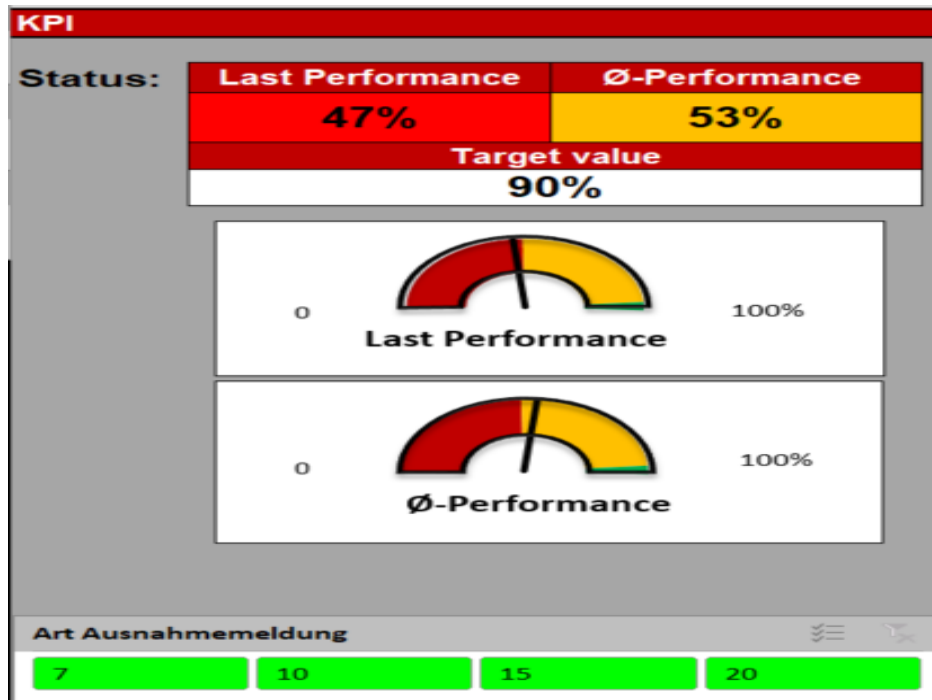 KPI
Status:
Last Performance Ø-Performance
47% 53%
Target value
90%
0 100%
Last Performance
0 100%
Ø-Performance
Art Ausnahmemeldung
7 10 15 20